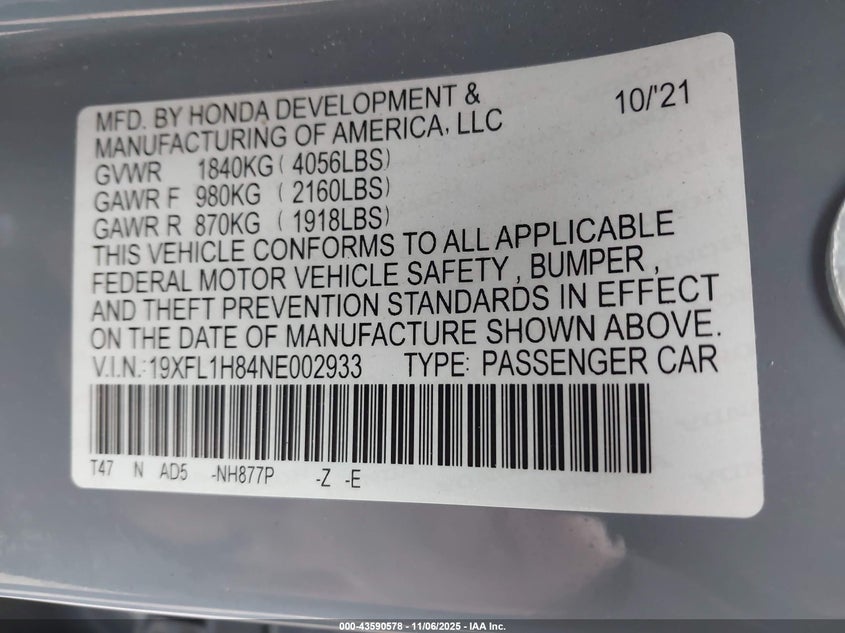 MFD. BY HONDA DEVELOPMENT & 10/'21
MANUFACTURING OF AMERICA, LLC
GVWR 1840KG ( 4056LBS)
GAWR F 980KG ( 2160LBS)
GAWR R 870KG ( 1918LBS)
THIS VEHICLE CONFORMS TO ALL APPLICABLE
FEDERAL MOTOR VEHICLE SAFETY , BUMPER ,
AND THEFT PREVENTION STANDARDS IN EFFECT
ON THE DATE OF MANUFACTURE SHOWN ABOVE.
V.I.N.: 19XFL1H84NE002933 TYPE: PASSENGER CAR
T47 N AD5 -NH877P -Z -E
000-43590578 — 11/06/2025 — IAA Inc.